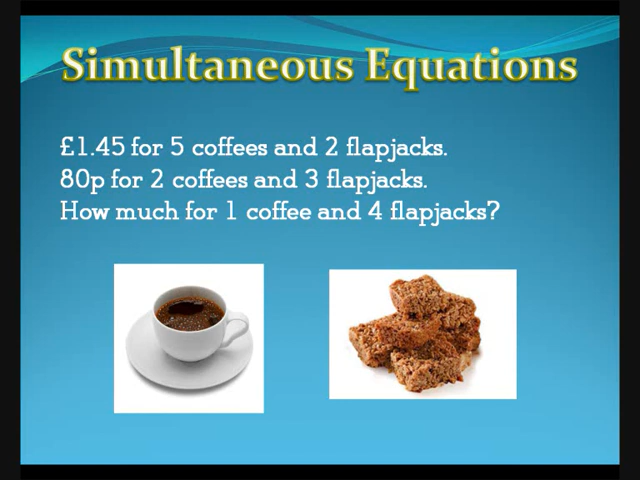 Simultaneous Equations
£1.45 for 5 coffees and 2 flapjacks.
80p for 2 coffees and 3 flapjacks.
How much for 1 coffee and 4 flapjacks?